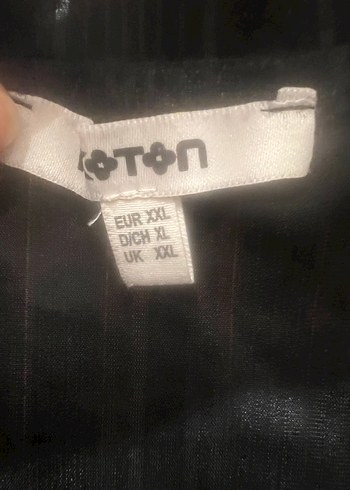 KOTON
EUR XXL
D/CH XL
UK XXL